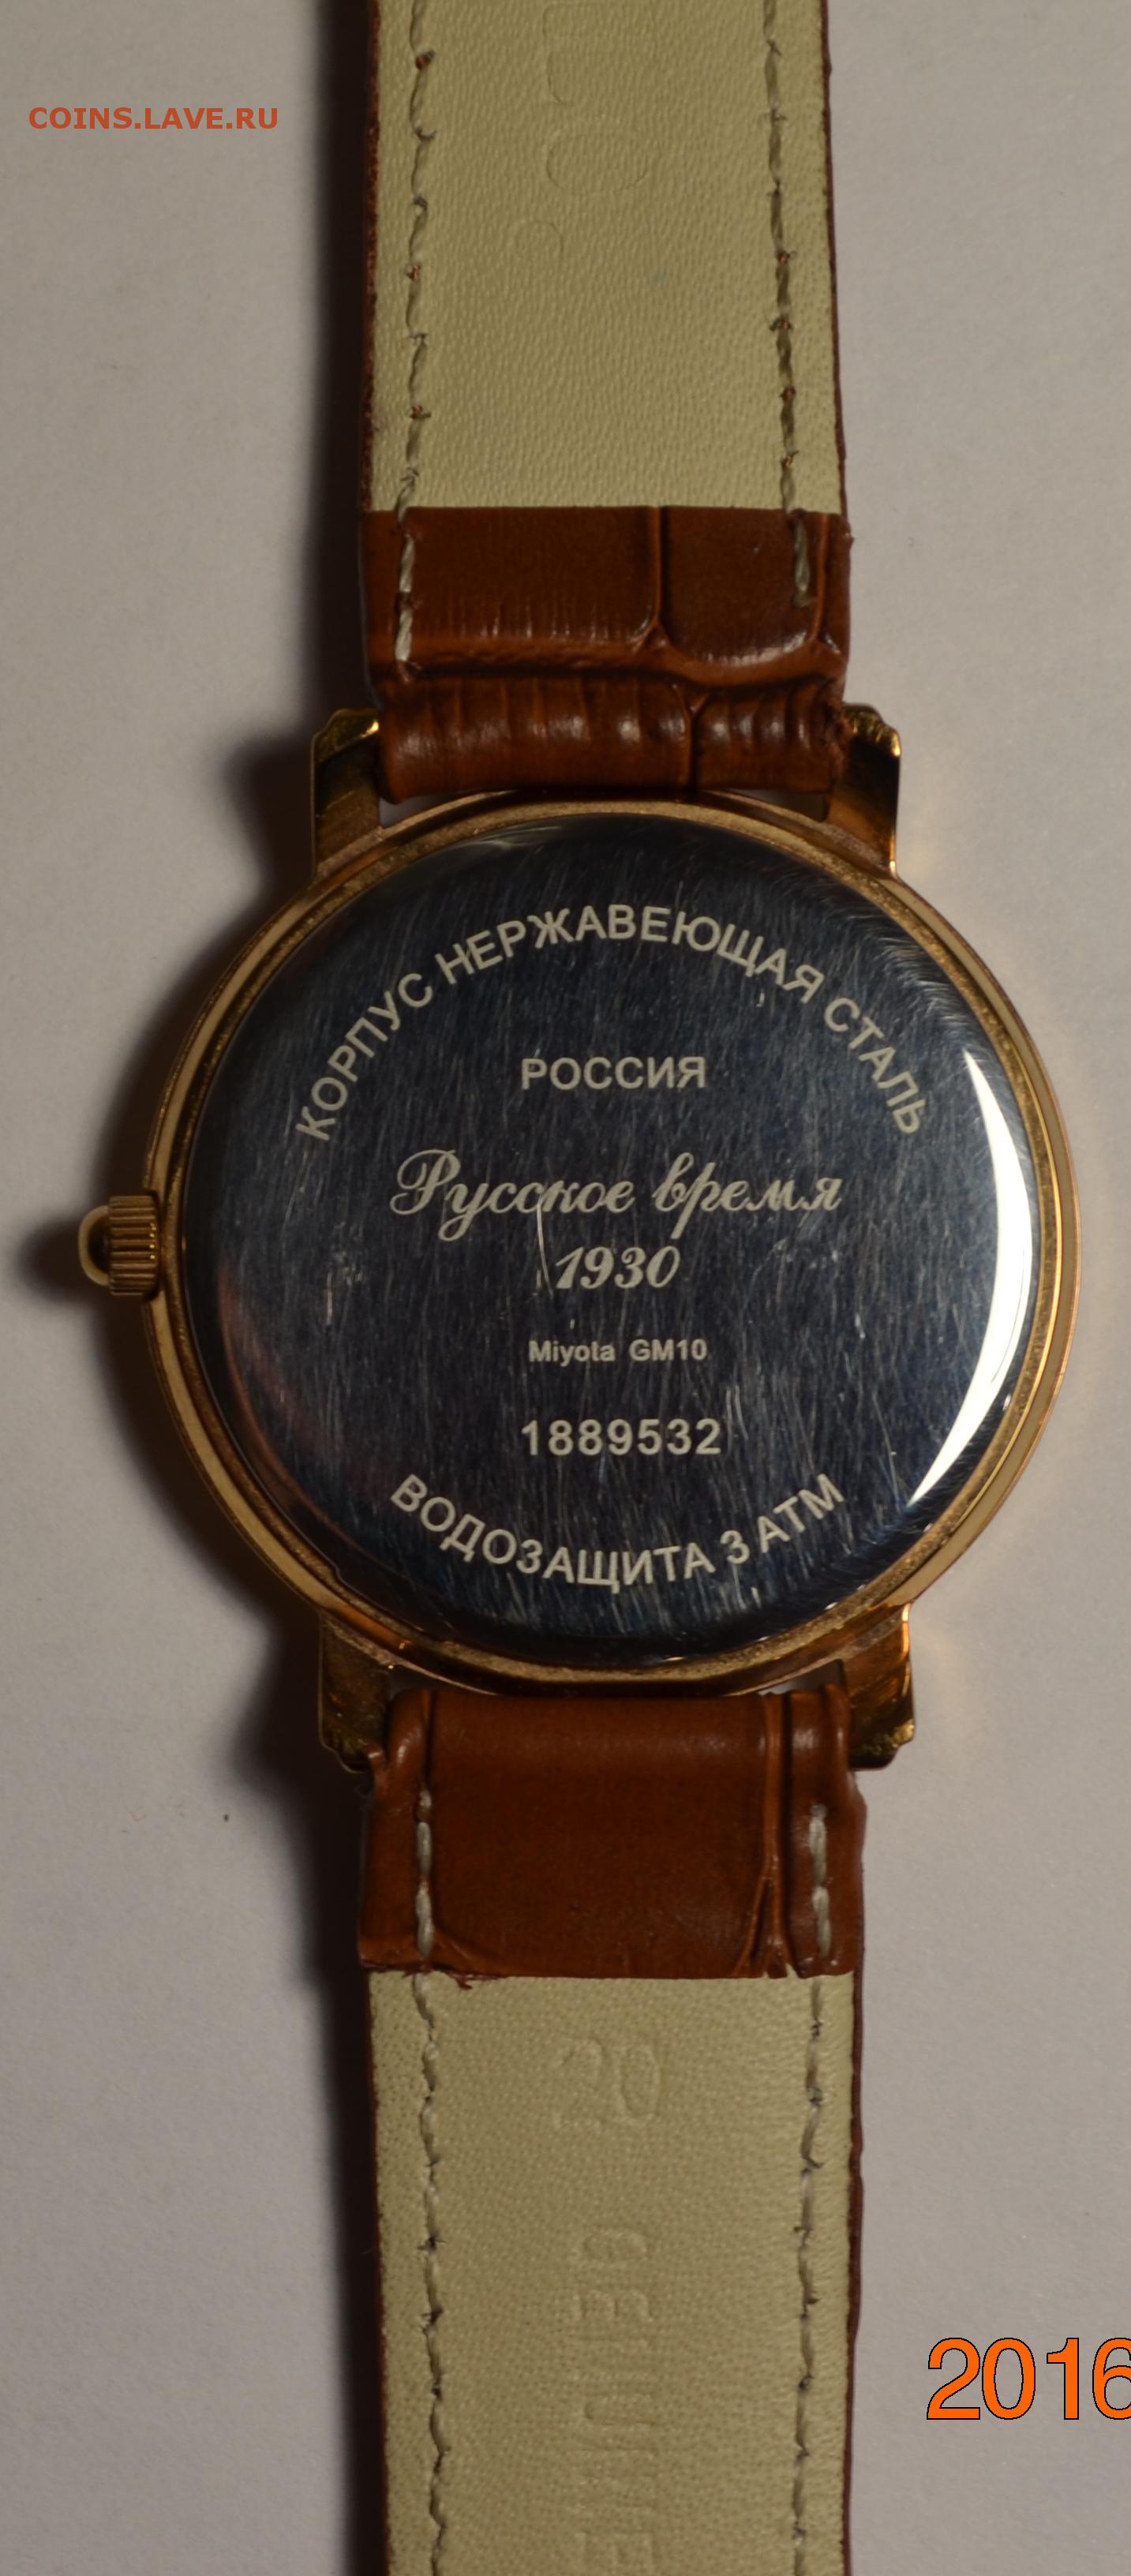 COINS.LAVE.RU
КОРПУС НЕРЖАВЕЮЩАЯ СТАЛЬ
РОССИЯ
Русское время
1930
Miyota GM10
1889532
ВОДОЗАЩИТА 3 АТМ
2016